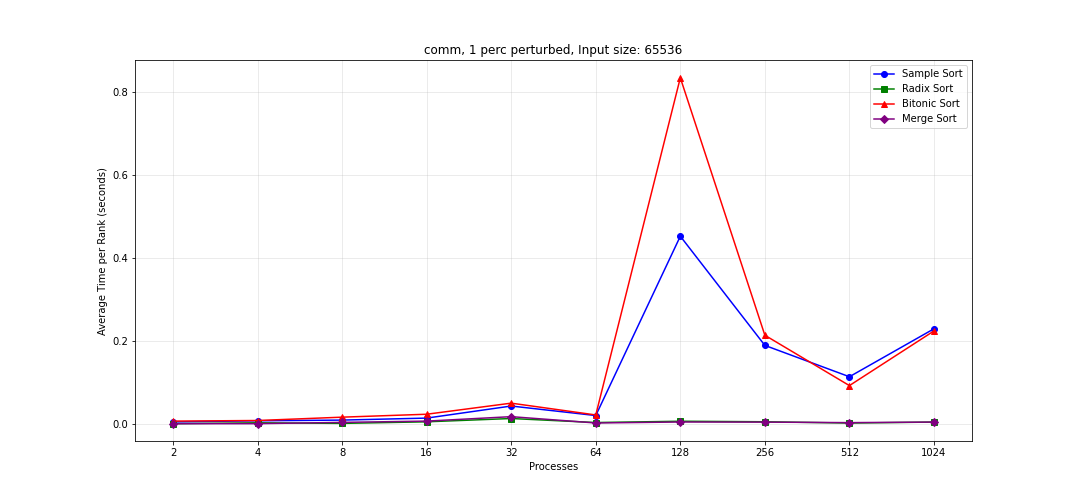 comm, 1 perc perturbed, Input size: 65536
Sample Sort
Radix Sort
Bitonic Sort
Merge Sort
Average Time per Rank (seconds)
0.8
0.6
0.4
0.2
0.0
2 4 8 16 32 64 128 256 512 1024
Processes